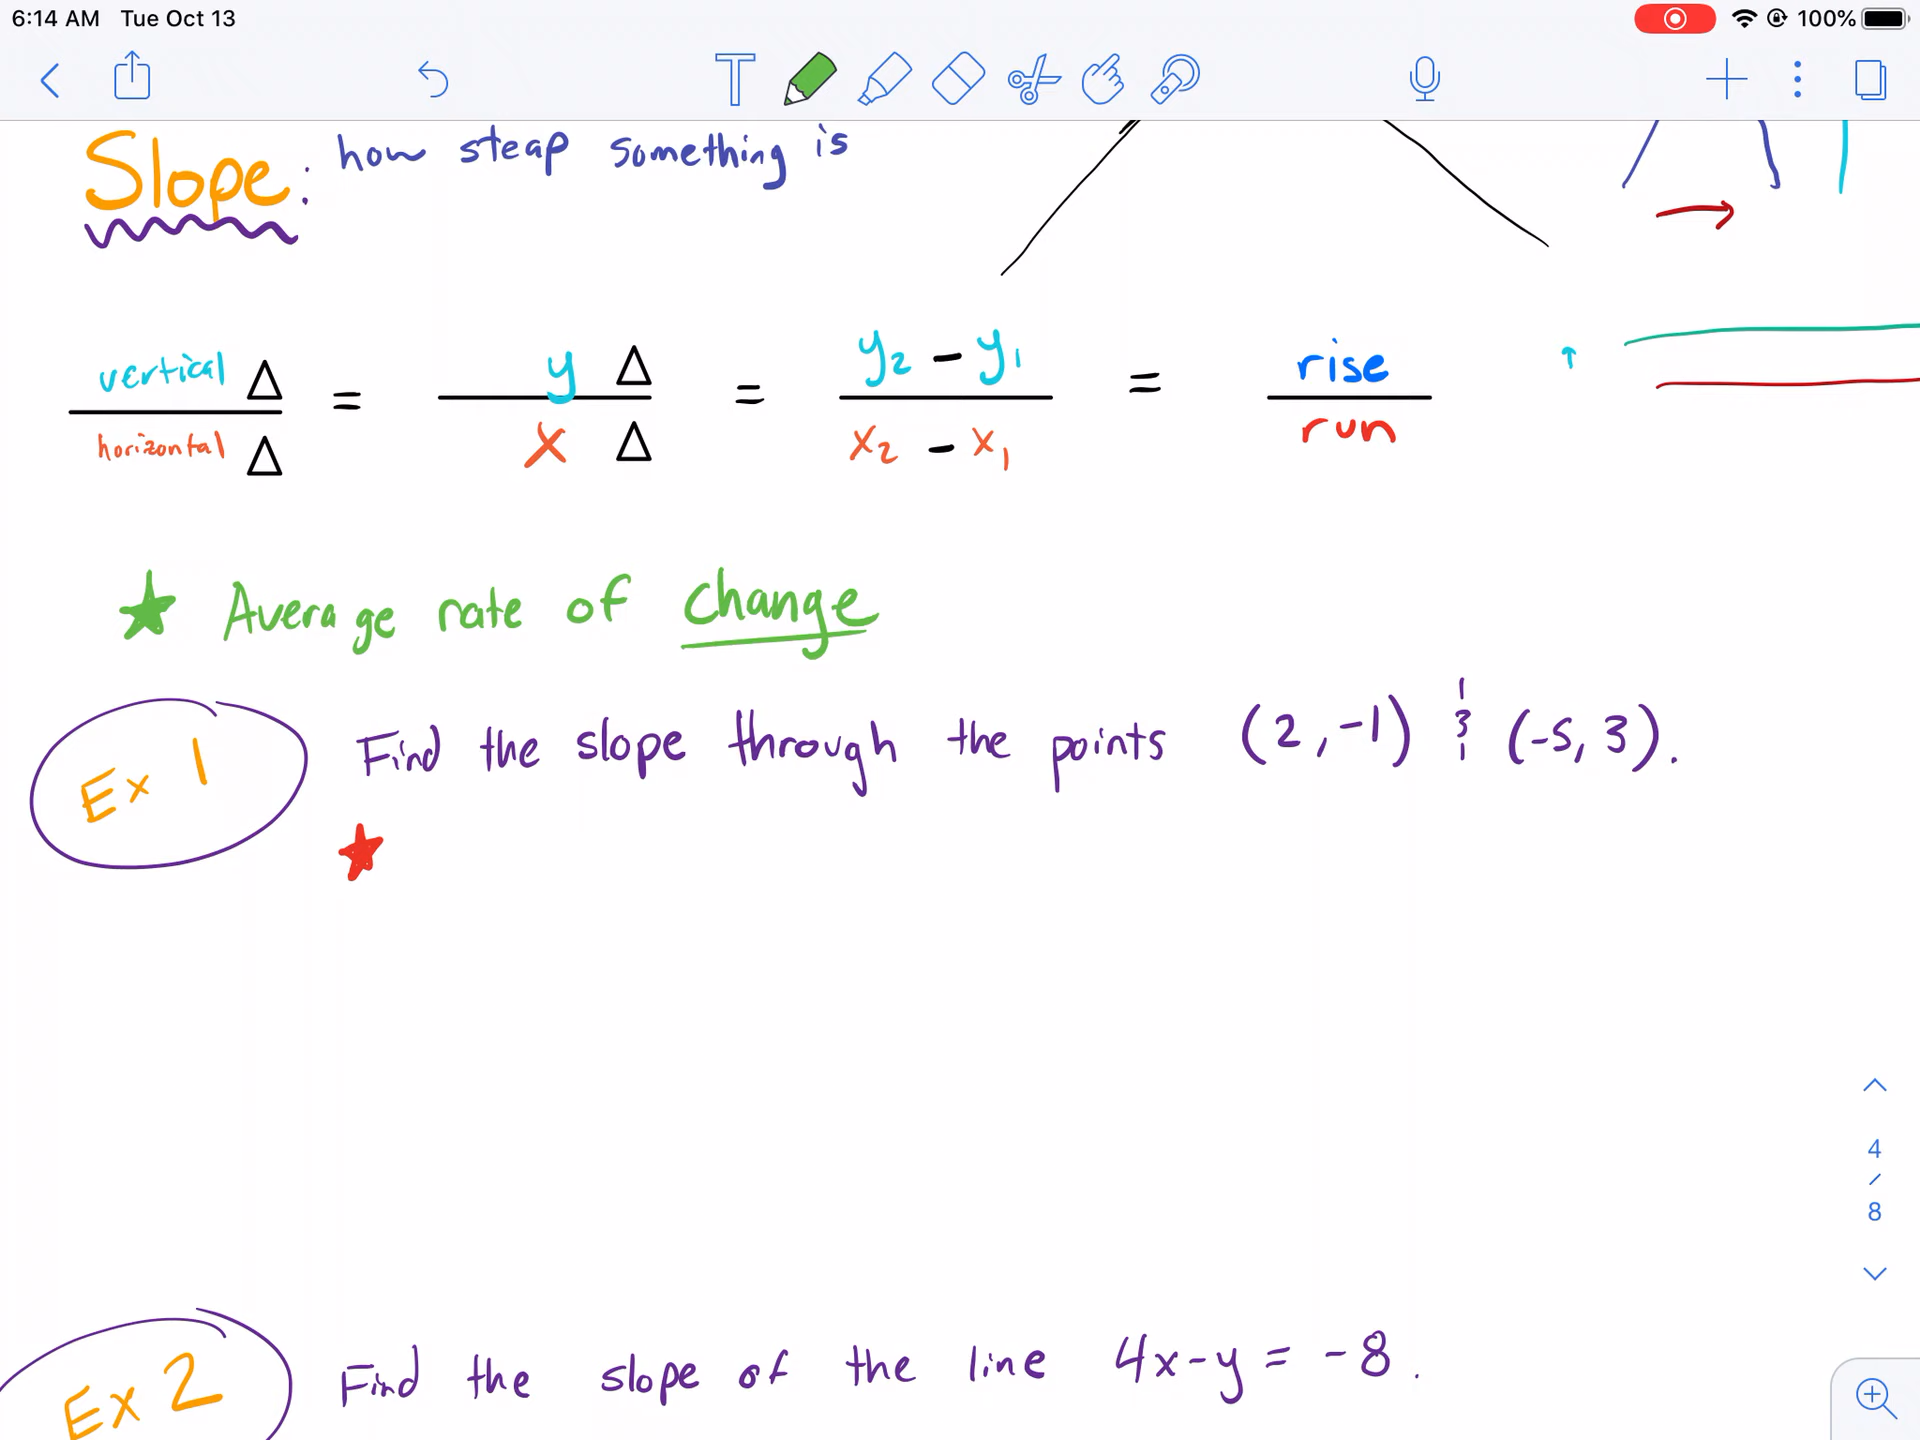 6:14 AM Tue Oct 13 100%
T
Slope: how steap something is
vertical Δ / horizontal Δ = y Δ / x Δ = y₂ - y₁ / x₂ - x₁ = rise / run
★ Average rate of change
Ex 1 Find the slope through the points (2, -1) & (-5, 3).
★
4
/
8
Ex 2 Find the slope of the line 4x-y = -8.